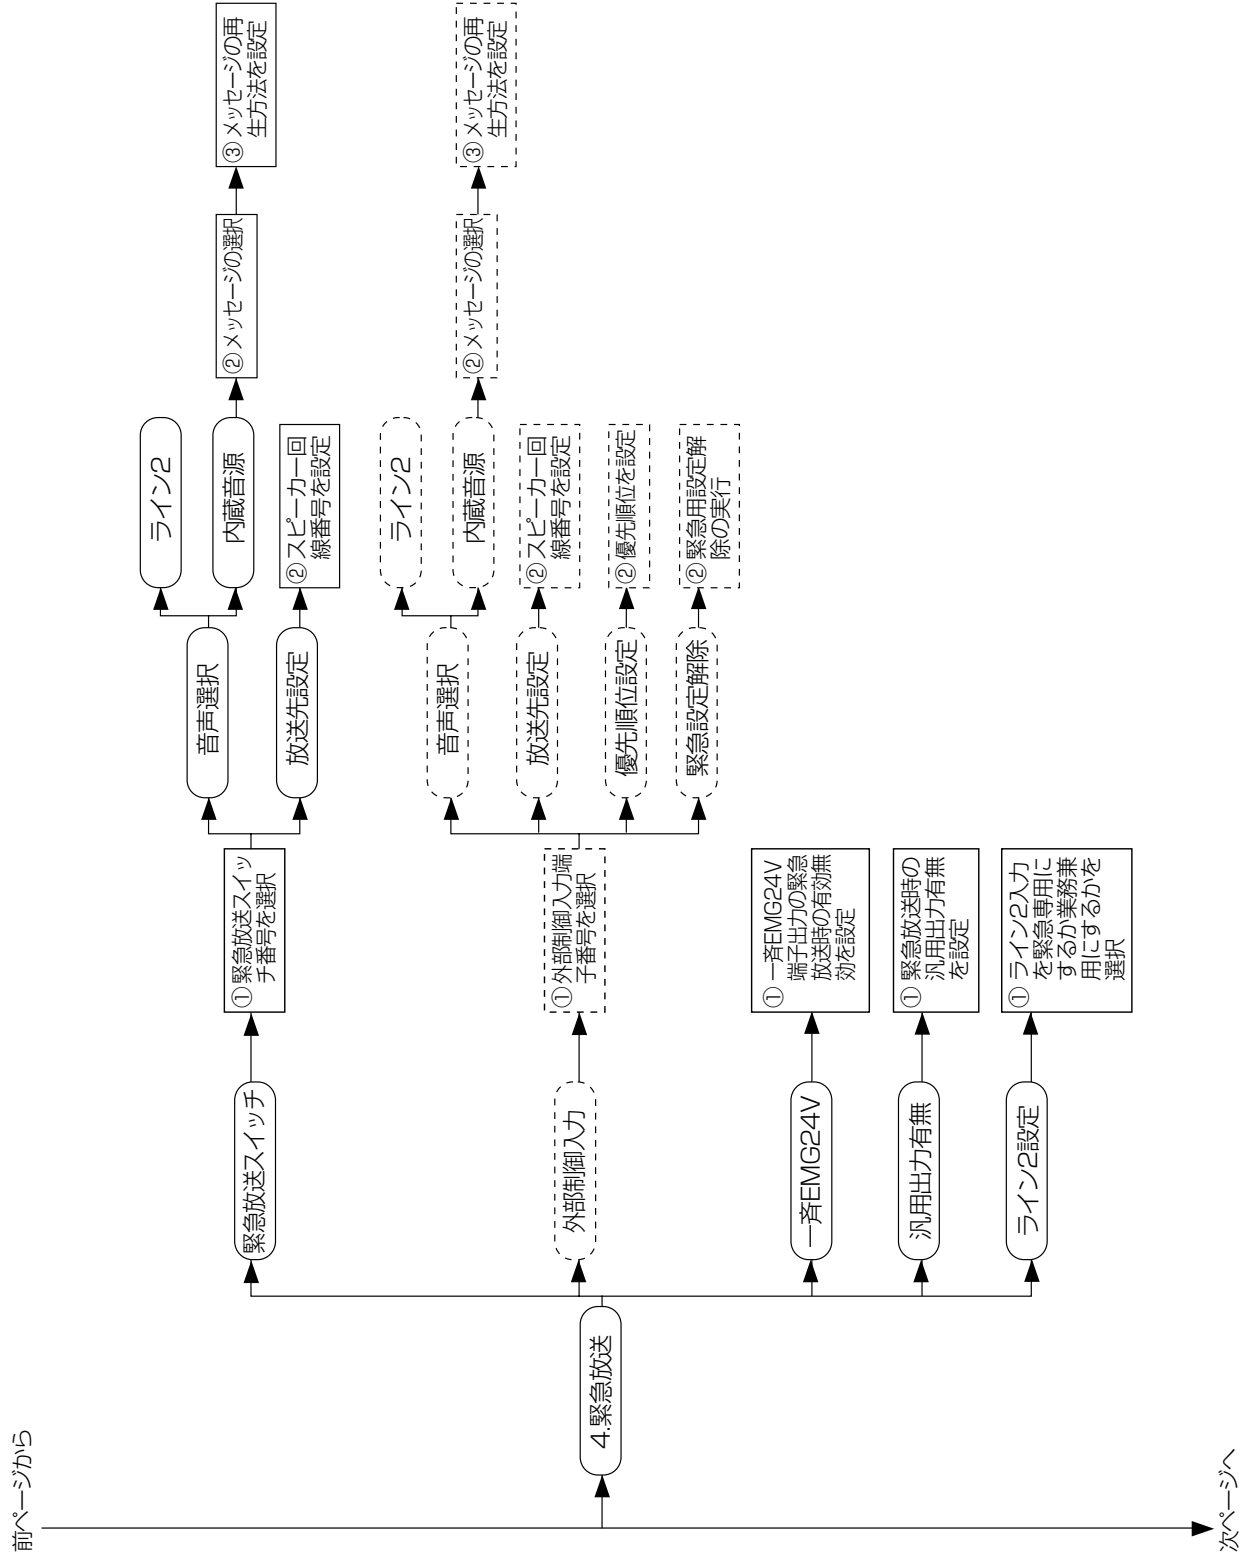 前ページから
4.緊急放送
緊急放送スイッチ
① 緊急放送スイッ
チ番号を選択
音声選択
ライン2
内蔵音源
② メッセージの選択
③ メッセージの再
生方法を設定
放送先設定
② スピーカー回
線番号を設定
外部制御入力
① 外部制御入力端
子番号を選択
音声選択
ライン2
内蔵音源
② メッセージの選択
③ メッセージの再
生方法を設定
放送先設定
② スピーカー回
線番号を設定
優先順位設定
② 優先順位を設定
緊急設定解除
② 緊急用設定解
除の実行
一斉EMG24V
① 一斉EMG24V
端子出力の緊急
放送時の有効無
効を設定
汎用出力有無
① 緊急放送時の
汎用出力有無
を設定
ライン2設定
① ライン2入力
を緊急専用に
するか業務兼
用にするかを
選択
次ページへ